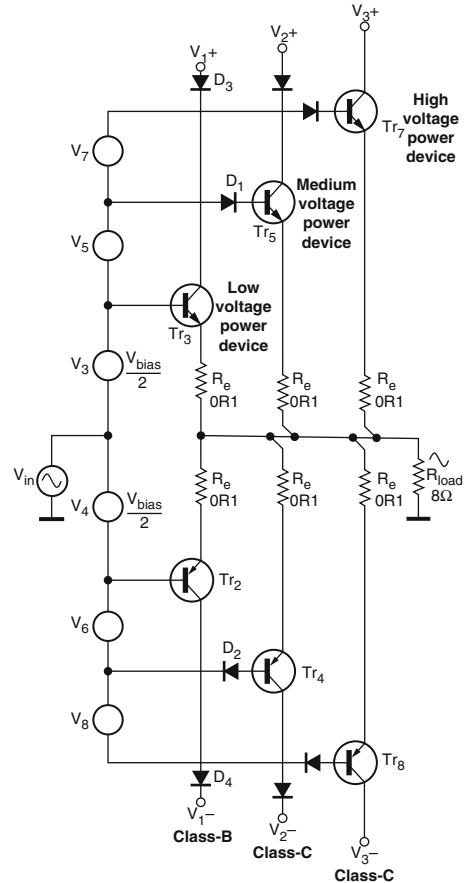 V3+
V2+
V1+
D3
High
voltage
power
device
Tr7
V7
D1
Medium
voltage
power
device
Tr5
V5
Low
voltage
power
device
Tr3
V3
Vbias
2
Re
0R1
Re
0R1
Re
0R1
Vin
Rload
8Ω
V4
Vbias
2
Re
0R1
Re
0R1
Re
0R1
Tr2
V6
D2
Tr4
V8
Tr8
D4
V1−
Class-B
V2−
Class-C
V3−
Class-C